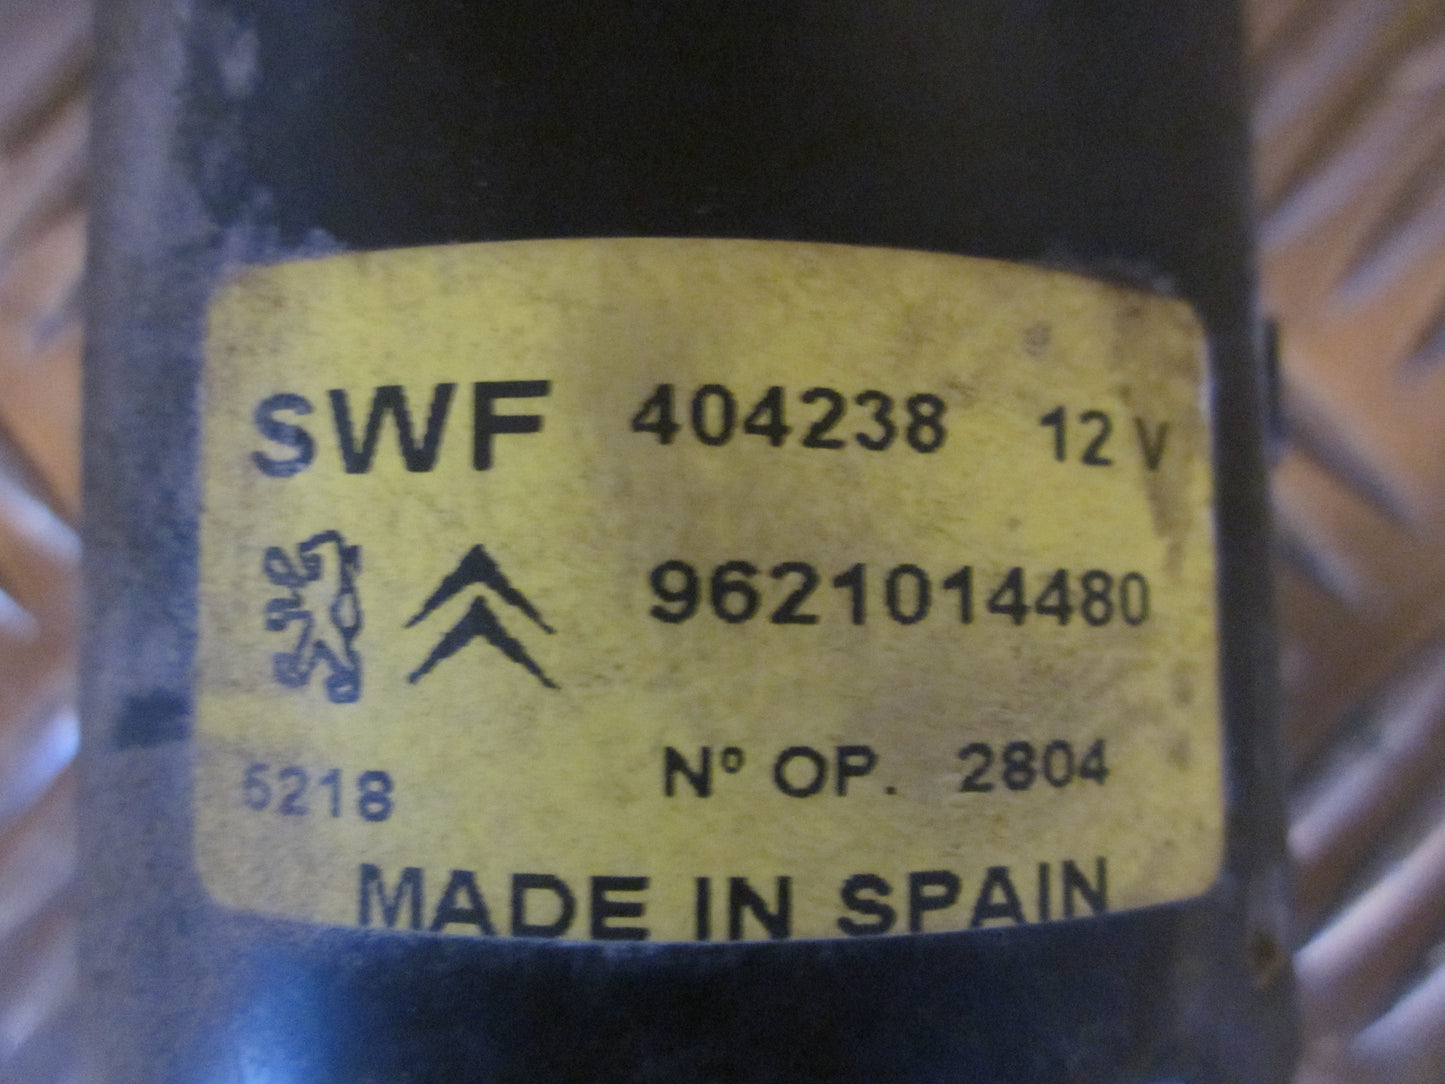 SWF 404238 12 V
9621014480
5218 Nº OP. 2804
MADE IN SPAIN